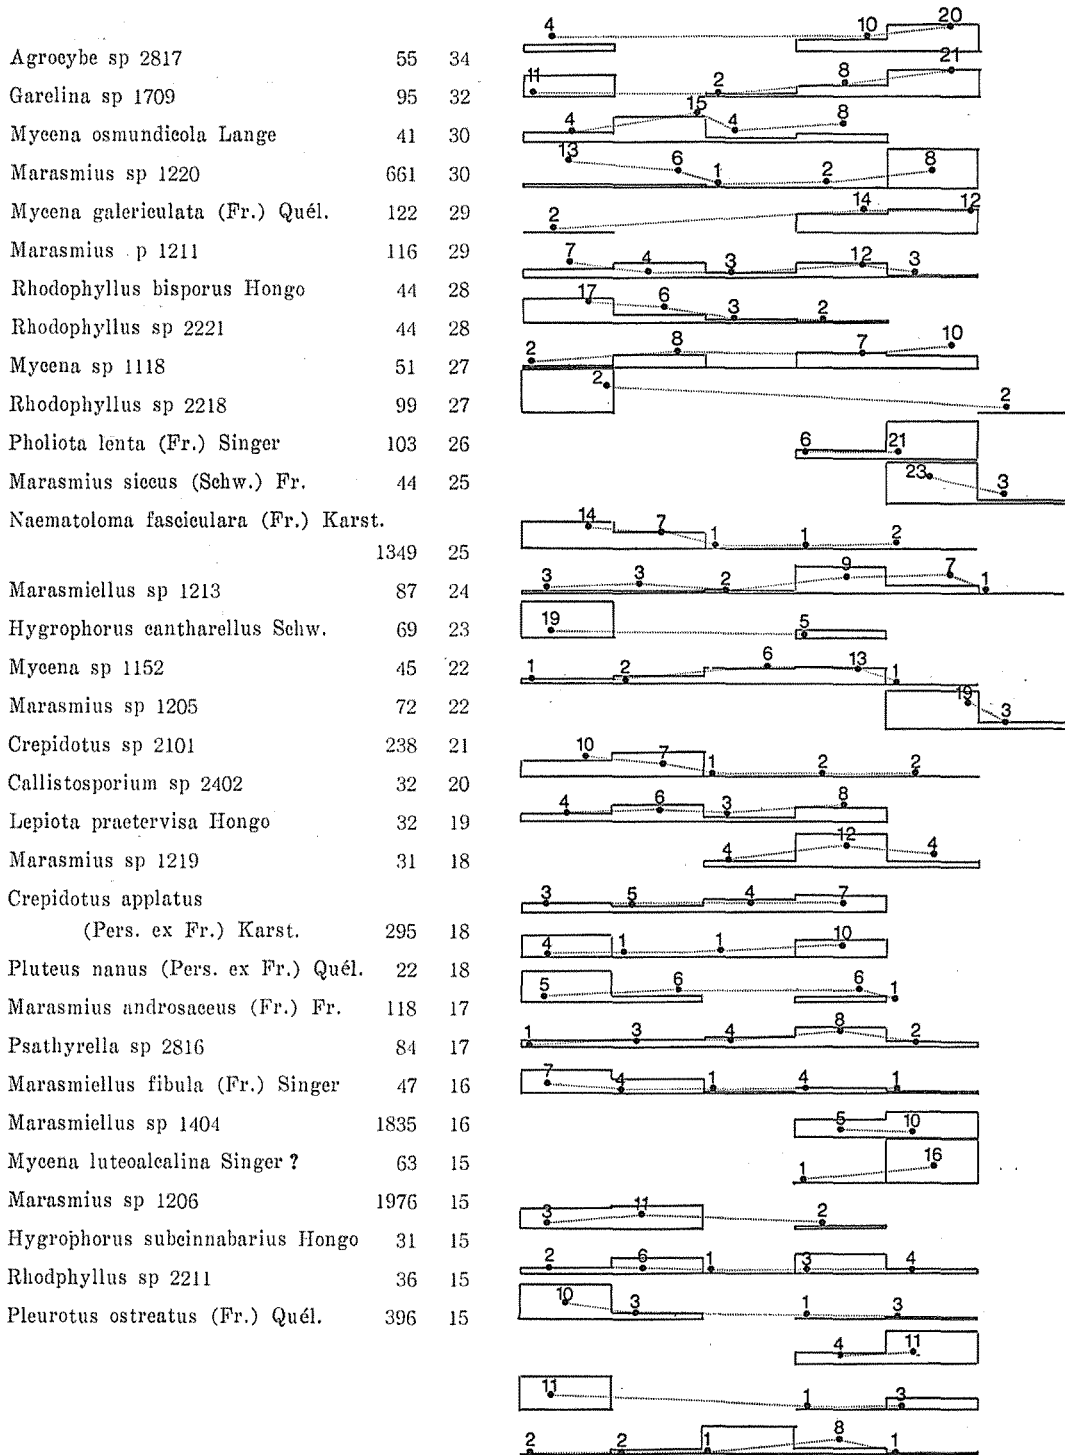 4 10 20
Agrocybe sp 2817 55 34
11 2 8 21
Garelina sp 1709 95 32
4 15 4 8
Mycena osmundicola Lange 41 30
13 6 1 2 8
Marasmius sp 1220 661 30
2 14 12
Mycena galericulata (Fr.) Quél. 122 29
7 4 3 12 3
Marasmius p 1211 116 29
17 6 3 2
Rhodophyllus bisporus Hongo 44 28
Rhodophyllus sp 2221 44 28
2 8 7 10
Mycena sp 1118 51 27
2 2
Rhodophyllus sp 2218 99 27
6 21
Pholiota lenta (Fr.) Singer 103 26
23 3
Marasmius siccus (Schw.) Fr. 44 25
14 7 1 1 2
Naematoloma fasciculara (Fr.) Karst.
1349 25
3 3 2 9 7 1
Marasmiellus sp 1213 87 24
19 5
Hygrophorus cantharellus Schw. 69 23
1 2 6 13 1
Mycena sp 1152 45 22
19 3
Marasmius sp 1205 72 22
10 7 1 2 2
Crepidotus sp 2101 238 21
Callistosporium sp 2402 32 20
4 6 3 8
Lepiota praetervisa Hongo 32 19
4 12 4
Marasmius sp 1219 31 18
3 5 4 7
Crepidotus applatus
(Pers. ex Fr.) Karst. 295 18
4 1 1 10
Pluteus nanus (Pers. ex Fr.) Quél. 22 18
5 6 6 1
Marasmius androsaceus (Fr.) Fr. 118 17
1 3 4 8 2
Psathyrella sp 2816 84 17
7 4 1 4 1
Marasmiellus fibula (Fr.) Singer 47 16
5 10
Marasmiellus sp 1404 1835 16
1 16
Mycena luteoalcalina Singer ? 63 15
Marasmius sp 1206 1976 15
3 11 2
Hygrophorus subcinnabarius Hongo 31 15
2 6 1 3 4
Rhodphyllus sp 2211 36 15
10 3 1 3
Pleurotus ostreatus (Fr.) Quél. 396 15
4 11
11 1 3
2 2 1 8 1